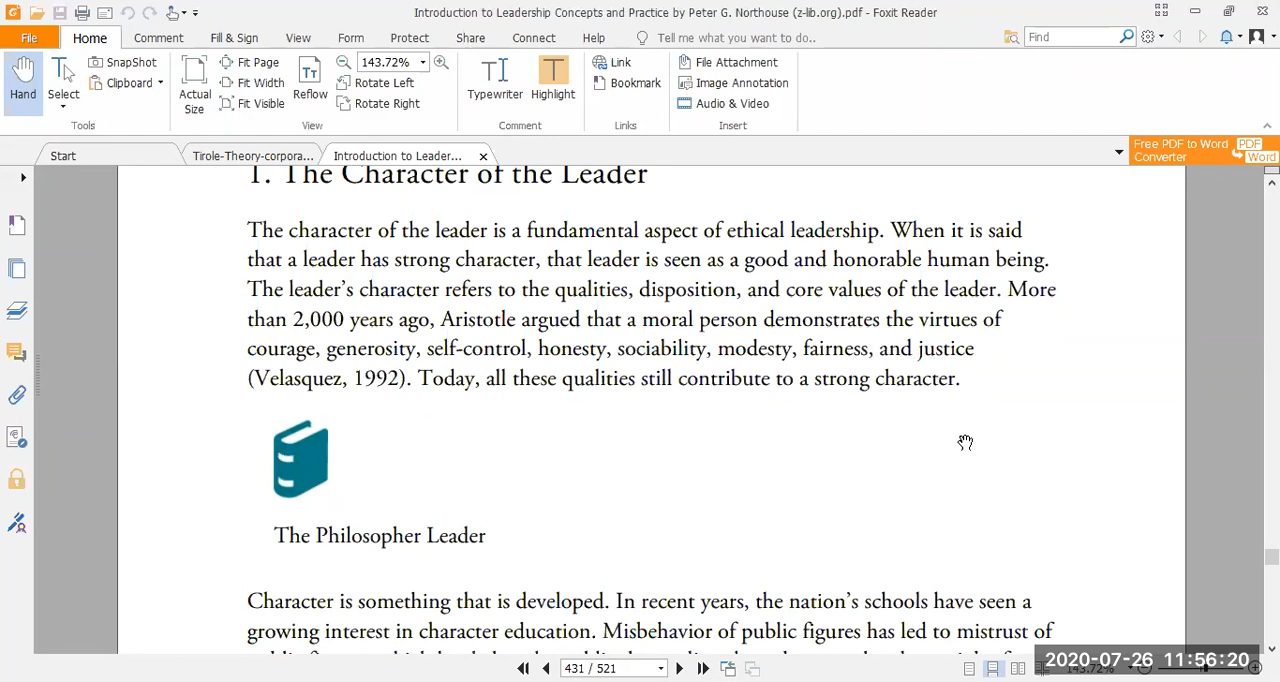 Introduction to Leadership Concepts and Practice by Peter G. Northouse (z-lib.org).pdf - Foxit Reader
File Home Comment Fill & Sign View Form Protect Share Connect Help Tell me what you want to do.. Find
Hand Select SnapShot Clipboard
Actual Size Fit Page Fit Width Fit Visible Reflow 143.72% Rotate Left Rotate Right
Typewriter Highlight Link Bookmark File Attachment Image Annotation Audio & Video
Tools View Comment Links Insert
Start Tirole-Theory-corpora... Introduction to Leader...
Free PDF to Word Converter PDF Word
1. The Character of the Leader
The character of the leader is a fundamental aspect of ethical leadership. When it is said
that a leader has strong character, that leader is seen as a good and honorable human being.
The leader’s character refers to the qualities, disposition, and core values of the leader. More
than 2,000 years ago, Aristotle argued that a moral person demonstrates the virtues of
courage, generosity, self-control, honesty, sociability, modesty, fairness, and justice
(Velasquez, 1992). Today, all these qualities still contribute to a strong character.
The Philosopher Leader
Character is something that is developed. In recent years, the nation’s schools have seen a
growing interest in character education. Misbehavior of public figures has led to mistrust of
431 / 521
2020-07-26 11:56:20